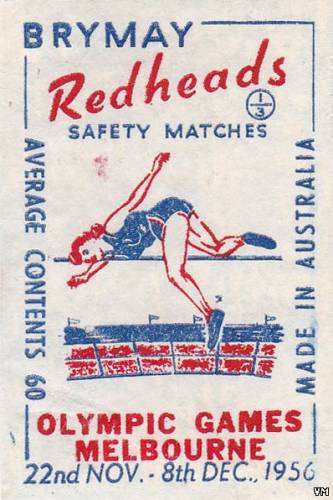 BRYMAY
Redheads
1/3
SAFETY MATCHES
AVERAGE CONTENTS 60
MADE IN AUSTRALIA
OLYMPIC GAMES
MELBOURNE
22nd NOV. - 8th DEC., 1956
VM